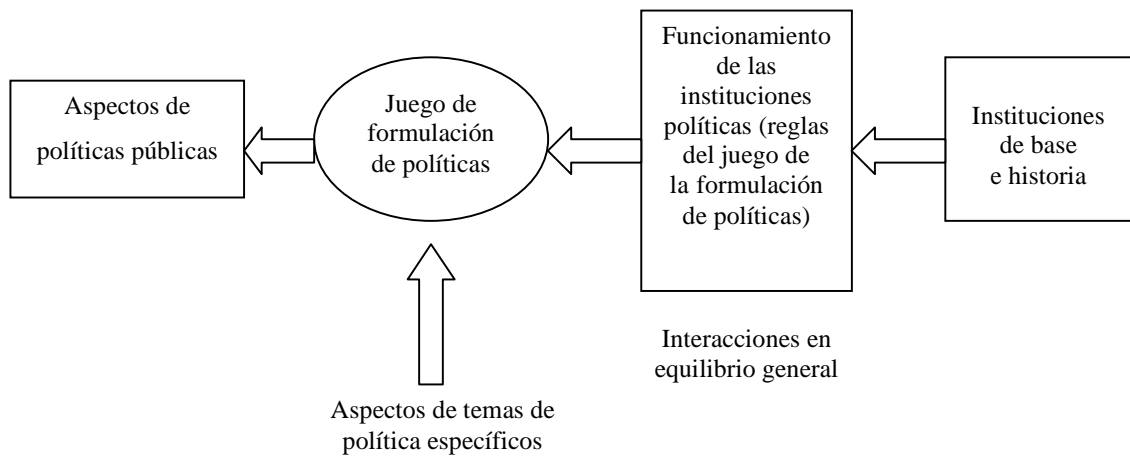 Aspectos de
políticas públicas
Juego de
formulación
de políticas
Funcionamiento
de las
instituciones
políticas (reglas
del juego de
la formulación
de políticas)
Instituciones
de base
e historia
Interacciones en
equilibrio general
Aspectos de temas de
política específicos